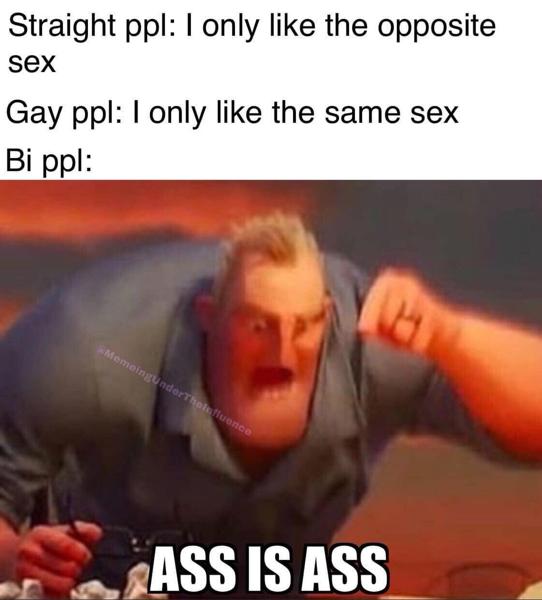 Straight ppl: I only like the opposite
sex
Gay ppl: I only like the same sex
Bi ppl:
@MemeingUnderTheInfluence
ASS IS ASS